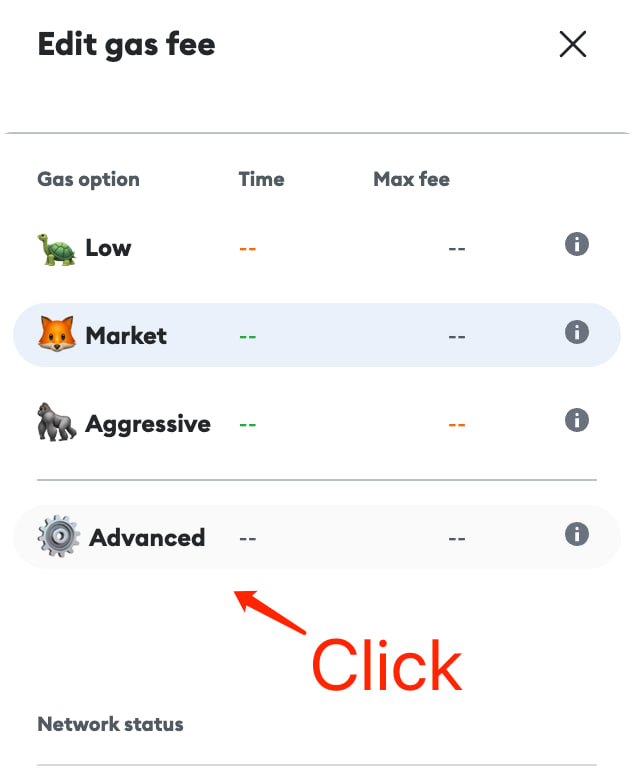 Edit gas fee
Gas option Time Max fee
Low -- --
Market -- --
Aggressive -- --
Advanced -- --
Click
Network status